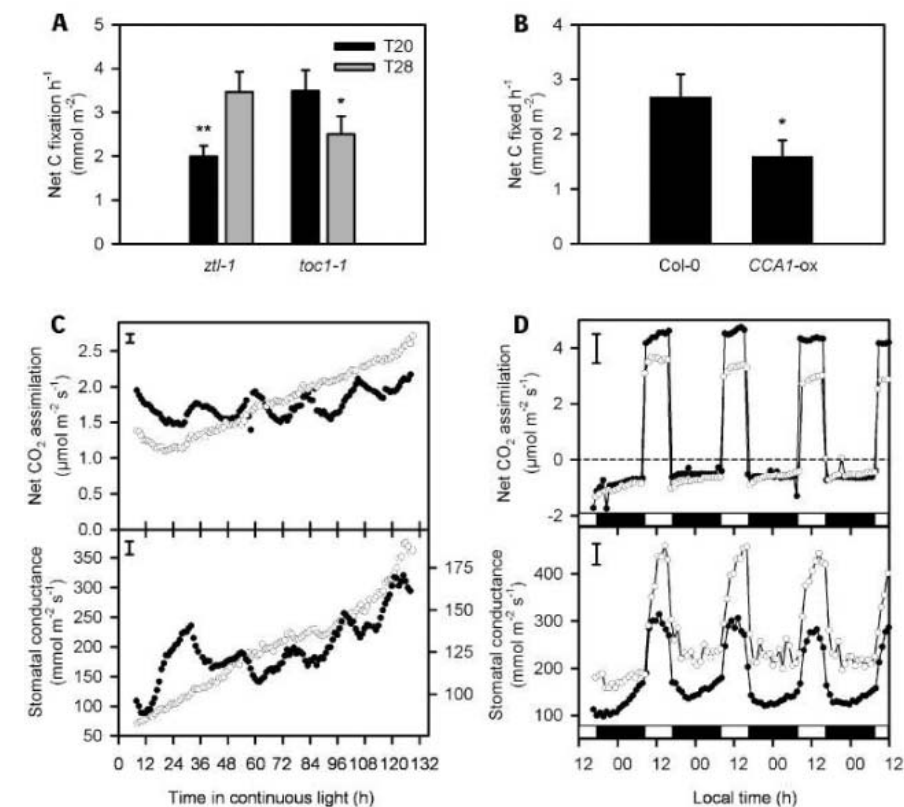 A
Net C fixation h⁻¹
(mmol m⁻²)
5
4
3
2
1
0
T20
T28
**
*
ztl-1
toc1-1
B
Net C fixed h⁻¹
(mmol m⁻²)
4
3
2
1
0
*
Col-0
CCA1-ox
C
Net CO₂ assimilation
(µmol m⁻² s⁻¹)
2.5
2.0
1.5
1.0
0.5
0.0
Stomatal conductance
(mmol m⁻² s⁻¹)
350
300
250
200
150
100
50
175
150
125
100
0 12 24 36 48 60 72 84 96 108 120 132
Time in continuous light (h)
D
Net CO₂ assimilation
(µmol m⁻² s⁻¹)
4
2
0
-2
Stomatal conductance
(mmol m⁻² s⁻¹)
400
300
200
100
12 00 12 00 12 00 12 00 12
Local time (h)